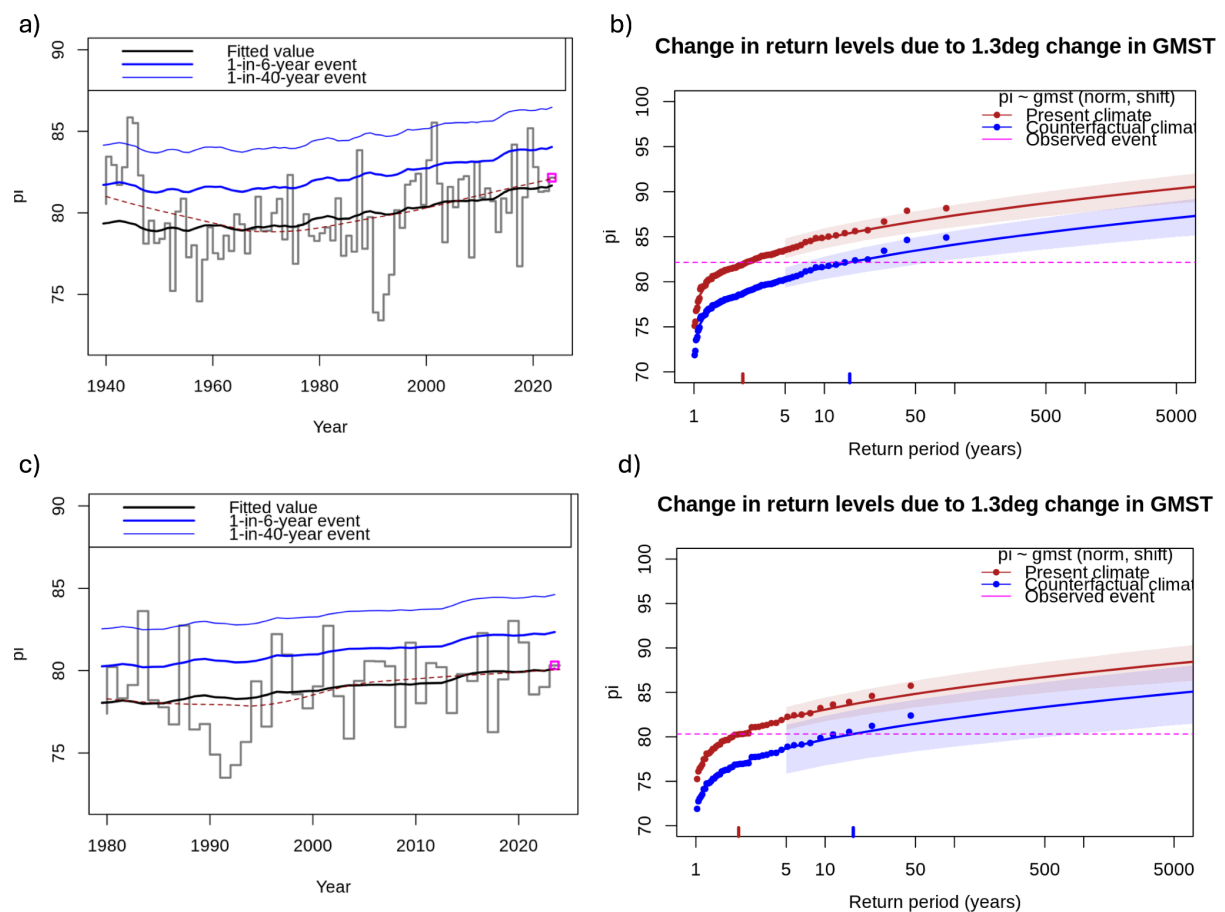 a)
90
85
80
75
pi
Fitted value
1-in-6-year event
1-in-40-year event
1940 1960 1980 2000 2020
Year
b)
Change in return levels due to 1.3deg change in GMST
pi ~ gmst (norm, shift)
Present climate
Counterfactual climat
Observed event
100
95
90
85
80
75
70
pi
1 5 10 50 500 5000
Return period (years)
c)
90
85
80
75
pi
Fitted value
1-in-6-year event
1-in-40-year event
1980 1990 2000 2010 2020
Year
d)
Change in return levels due to 1.3deg change in GMST
pi ~ gmst (norm, shift)
Present climate
Counterfactual climat
Observed event
100
95
90
85
80
75
70
pi
1 5 10 50 500 5000
Return period (years)